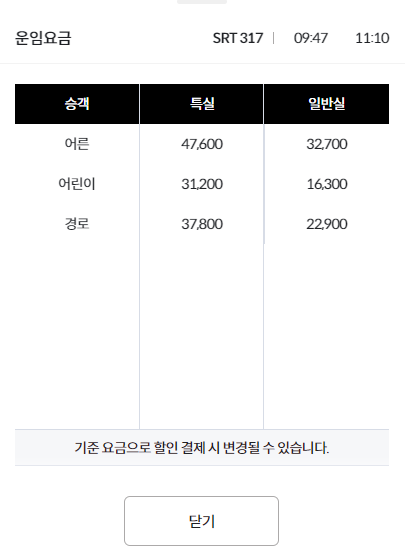 운임요금 SRT 317 | 09:47 11:10
승객 특실 일반실
어른 47,600 32,700
어린이 31,200 16,300
경로 37,800 22,900
기준 요금으로 할인 결제 시 변경될 수 있습니다.
닫기